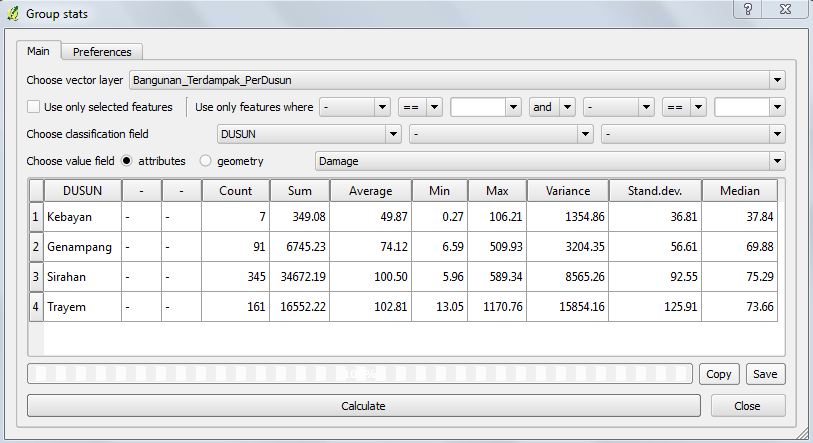 Group stats
Main Preferences
Choose vector layer Bangunan_Terdampak_PerDusun
Use only selected features Use only features where - == and - ==
Choose classification field DUSUN - -
Choose value field attributes geometry Damage
DUSUN - - Count Sum Average Min Max Variance Stand.dev. Median
1 Kebayan - - 7 349.08 49.87 0.27 106.21 1354.86 36.81 37.84
2 Genampang - - 91 6745.23 74.12 6.59 509.93 3204.35 56.61 69.88
3 Sirahan - - 345 34672.19 100.50 5.96 589.34 8565.26 92.55 75.29
4 Trayem - - 161 16552.22 102.81 13.05 1170.76 15854.16 125.91 73.66
Copy Save
Calculate Close